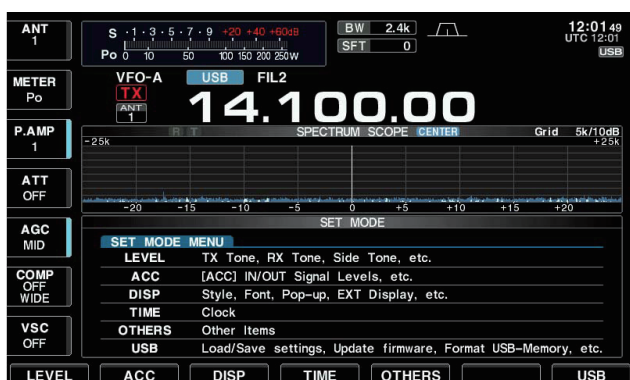 ANT
1
METER
Po
P.AMP
1
ATT
OFF
AGC
MID
COMP
OFF
WIDE
VSC
OFF
S ·1·3·5·7·9 +20 +40 +60dB
Po 0 10 50 100 150 200 250W
BW 2.4k
SFT 0
12:01 49
UTC 12:01
USB
VFO-A USB FIL2
TX
ANT
1
14.100.00
R T SPECTRUM SCOPE CENTER Grid 5k/10dB
-25k +25k
-20 -15 -10 -5 0 +5 +10 +15 +20
SET MODE
SET MODE MENU
LEVEL TX Tone, RX Tone, Side Tone, etc.
ACC [ACC] IN/OUT Signal Levels, etc.
DISP Style, Font, Pop-up, EXT Display, etc.
TIME Clock
OTHERS Other Items
USB Load/Save settings, Update firmware, Format USB-Memory, etc.
LEVEL ACC DISP TIME OTHERS USB